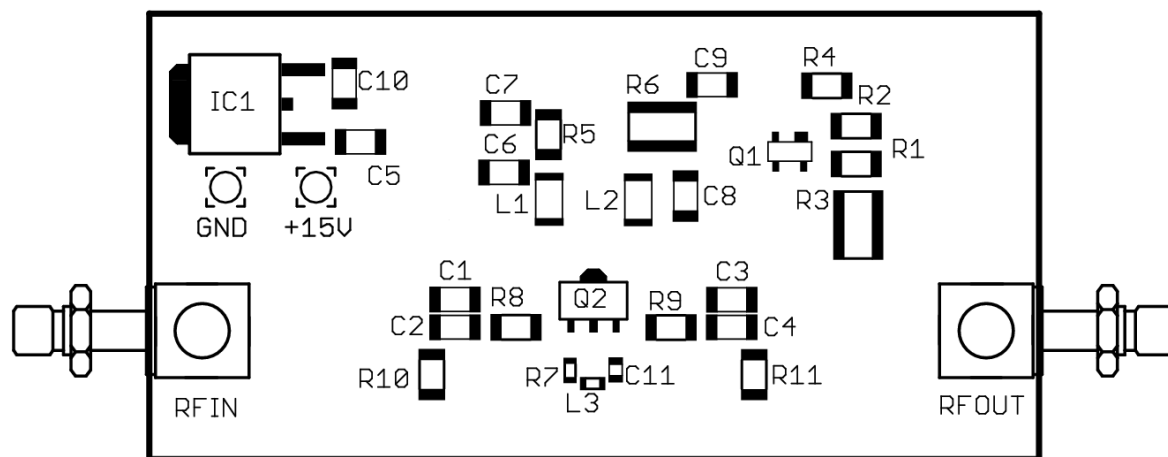 C9
R4
C10
C7
R6
IC1
R2
R5
C6
Q1
R1
C5
L1
L2
C8
R3
GND
+15V
C1
R8
Q2
R9
C3
C2
C4
R10
R7
C11
R11
L3
RFIN
RFOUT